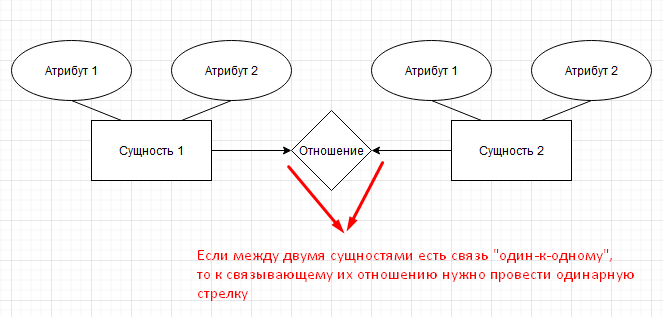 Атрибут 1
Атрибут 2
Атрибут 1
Атрибут 2
Сущность 1
Отношение
Сущность 2
Если между двумя сущностями есть связь "один-к-одному",
то к связывающему их отношению нужно провести одинарную
стрелку